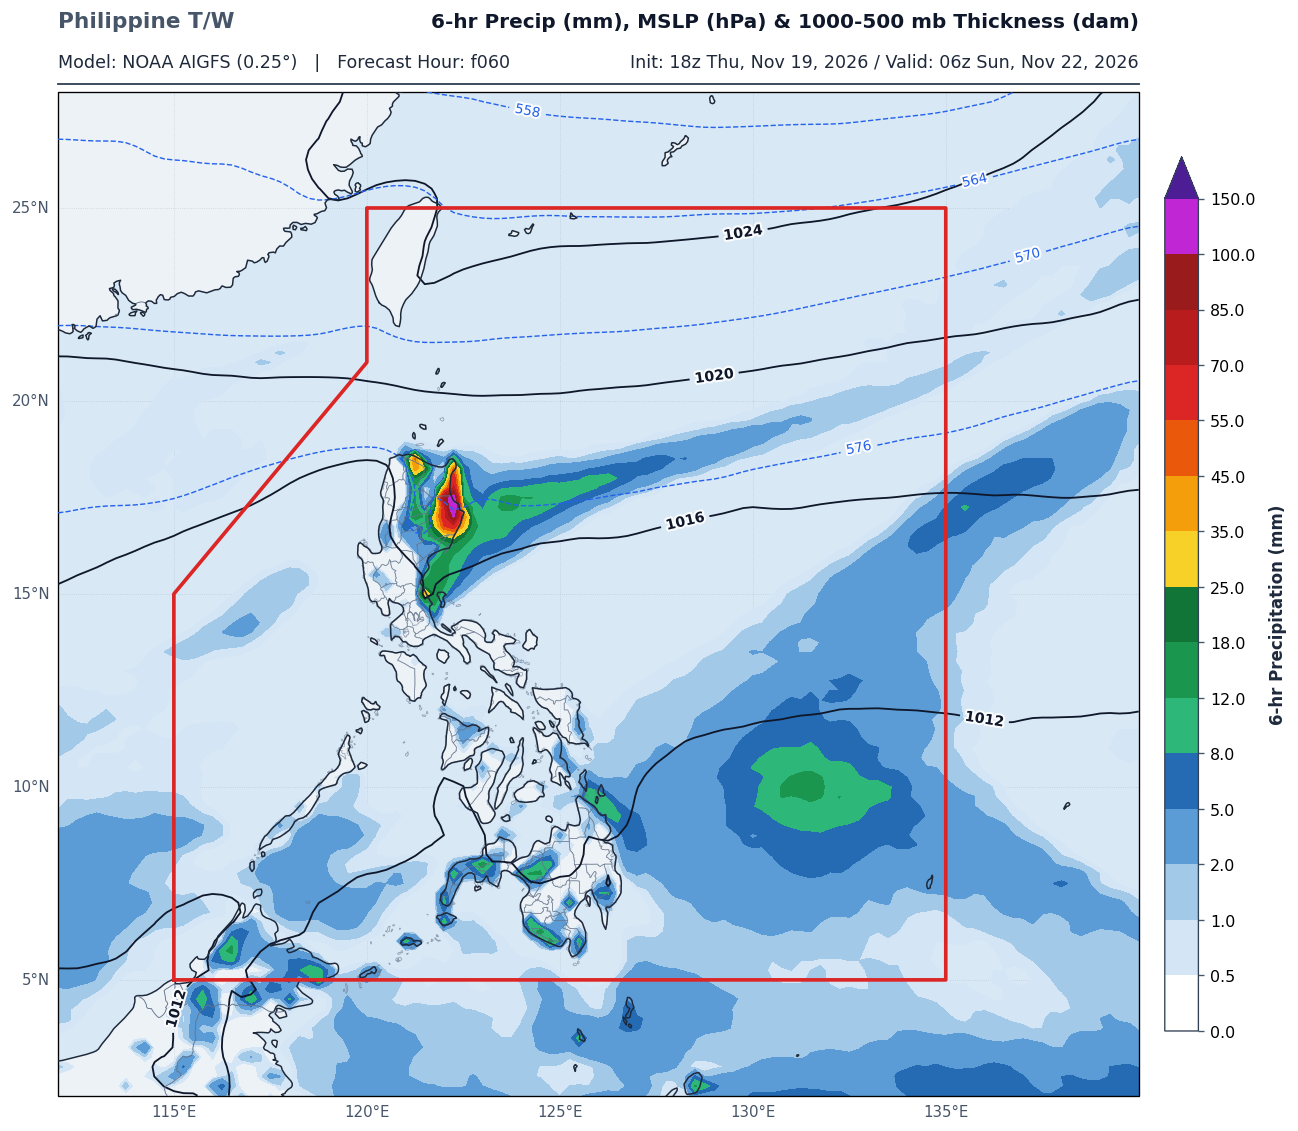 Philippine T/W
6-hr Precip (mm), MSLP (hPa) & 1000-500 mb Thickness (dam)
Model: NOAA AIGFS (0.25°) | Forecast Hour: f060
Init: 18z Thu, Nov 19, 2026 / Valid: 06z Sun, Nov 22, 2026
558
564
25°N
1024
570
1020
20°N
576
1016
15°N
1012
10°N
5°N
1012
115°E
120°E
125°E
130°E
135°E
150.0
100.0
85.0
70.0
55.0
45.0
35.0
25.0
18.0
12.0
8.0
5.0
2.0
1.0
0.5
0.0
6-hr Precipitation (mm)